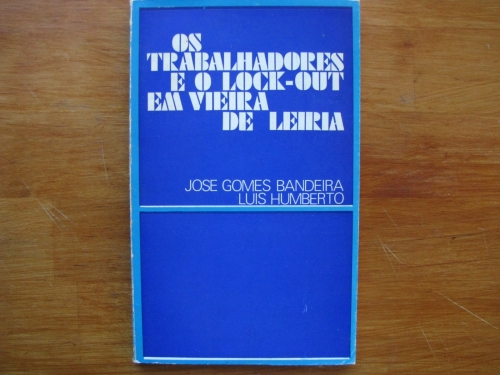 OS
TRABALHADORES
E O LOCK-OUT
EM VIEIRA
DE LEIRIA
JOSE GOMES BANDEIRA
LUIS HUMBERTO